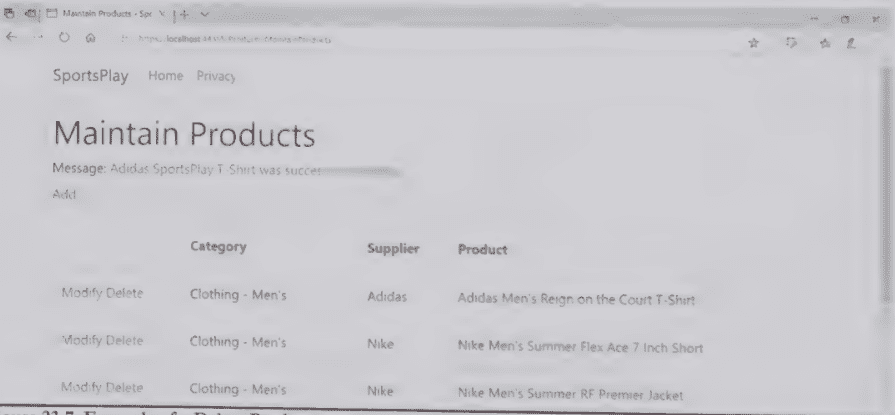 Maintain Products - Spr
SportsPlay Home Privacy
Maintain Products
Message: Adidas SportsPlay T-Shirt was succe
Add
Category Supplier Product
Modify Delete Clothing - Men's Adidas Adidas Men's Reign on the Court T-Shirt
Modify Delete Clothing - Men's Nike Nike Men's Summer Flex Ace 7 Inch Short
Modify Delete Clothing - Men's Nike Nike Men's Summer RF Premier Jacket